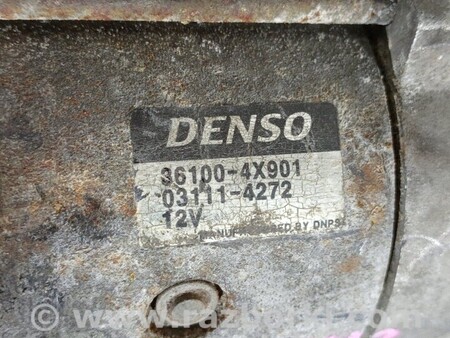 DENSO
36100-4X901
03111-4272
12V
MANUFACTURED BY DNPS